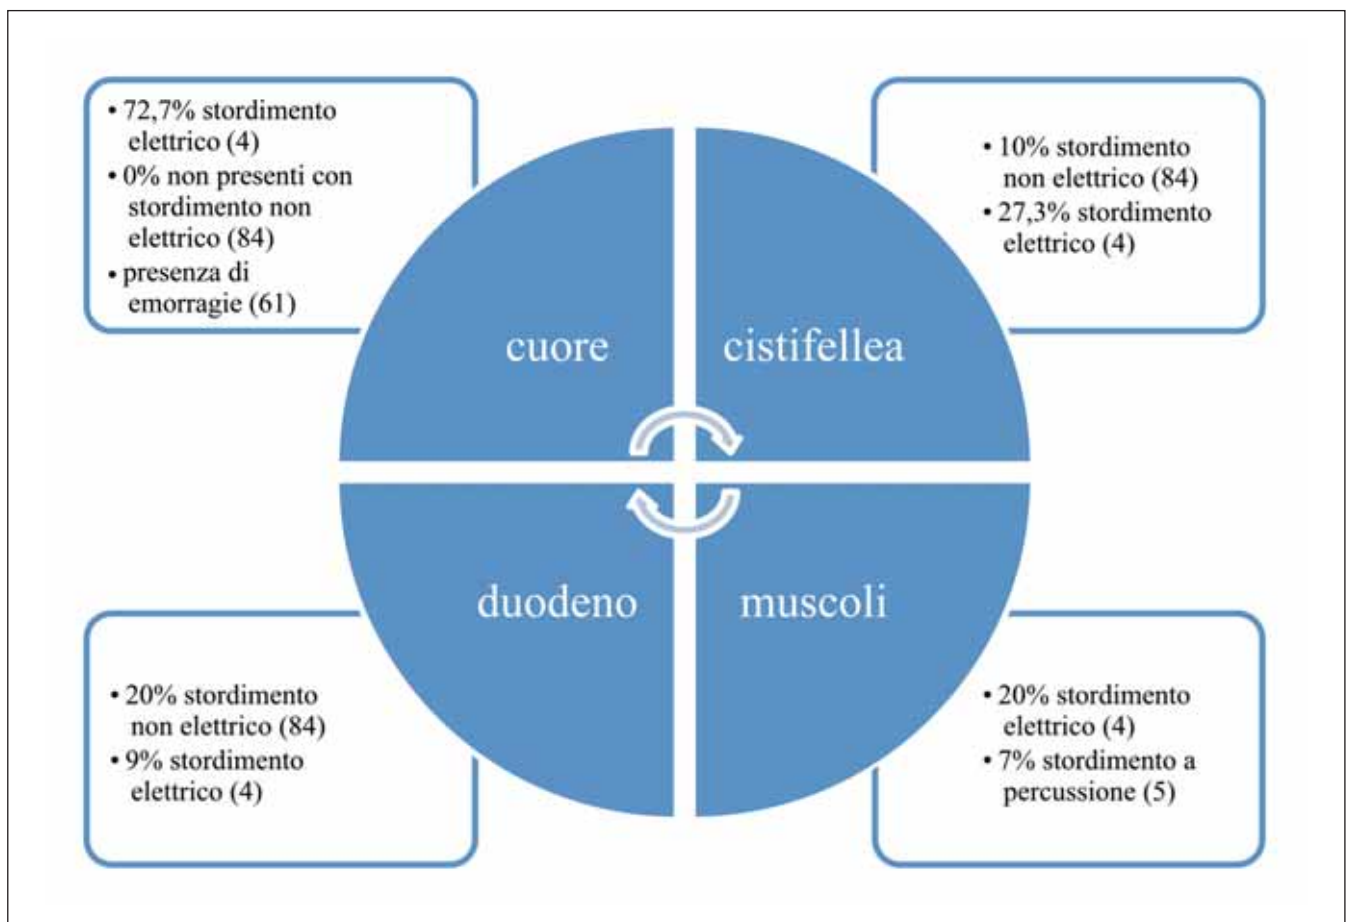 • 72,7% stordimento
elettrico (4)
• 0% non presenti con
stordimento non
elettrico (84)
• presenza di
emorragie (61)
• 10% stordimento
non elettrico (84)
• 27,3% stordimento
elettrico (4)
cuore
cistifellea
duodeno
muscoli
• 20% stordimento
non elettrico (84)
• 9% stordimento
elettrico (4)
• 20% stordimento
elettrico (4)
• 7% stordimento a
percussione (5)